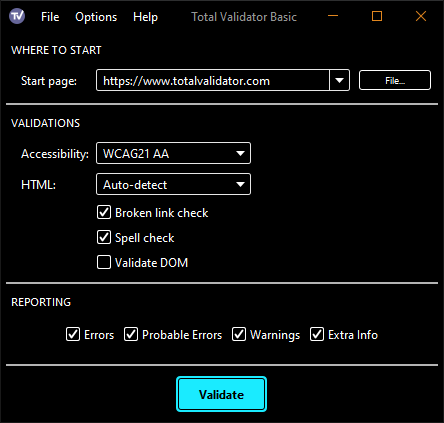 TV File Options Help Total Validator Basic
WHERE TO START
Start page: https://www.totalvalidator.com File...
VALIDATIONS
Accessibility: WCAG21 AA
HTML: Auto-detect
Broken link check
Spell check
Validate DOM
REPORTING
Errors Probable Errors Warnings Extra Info
Validate